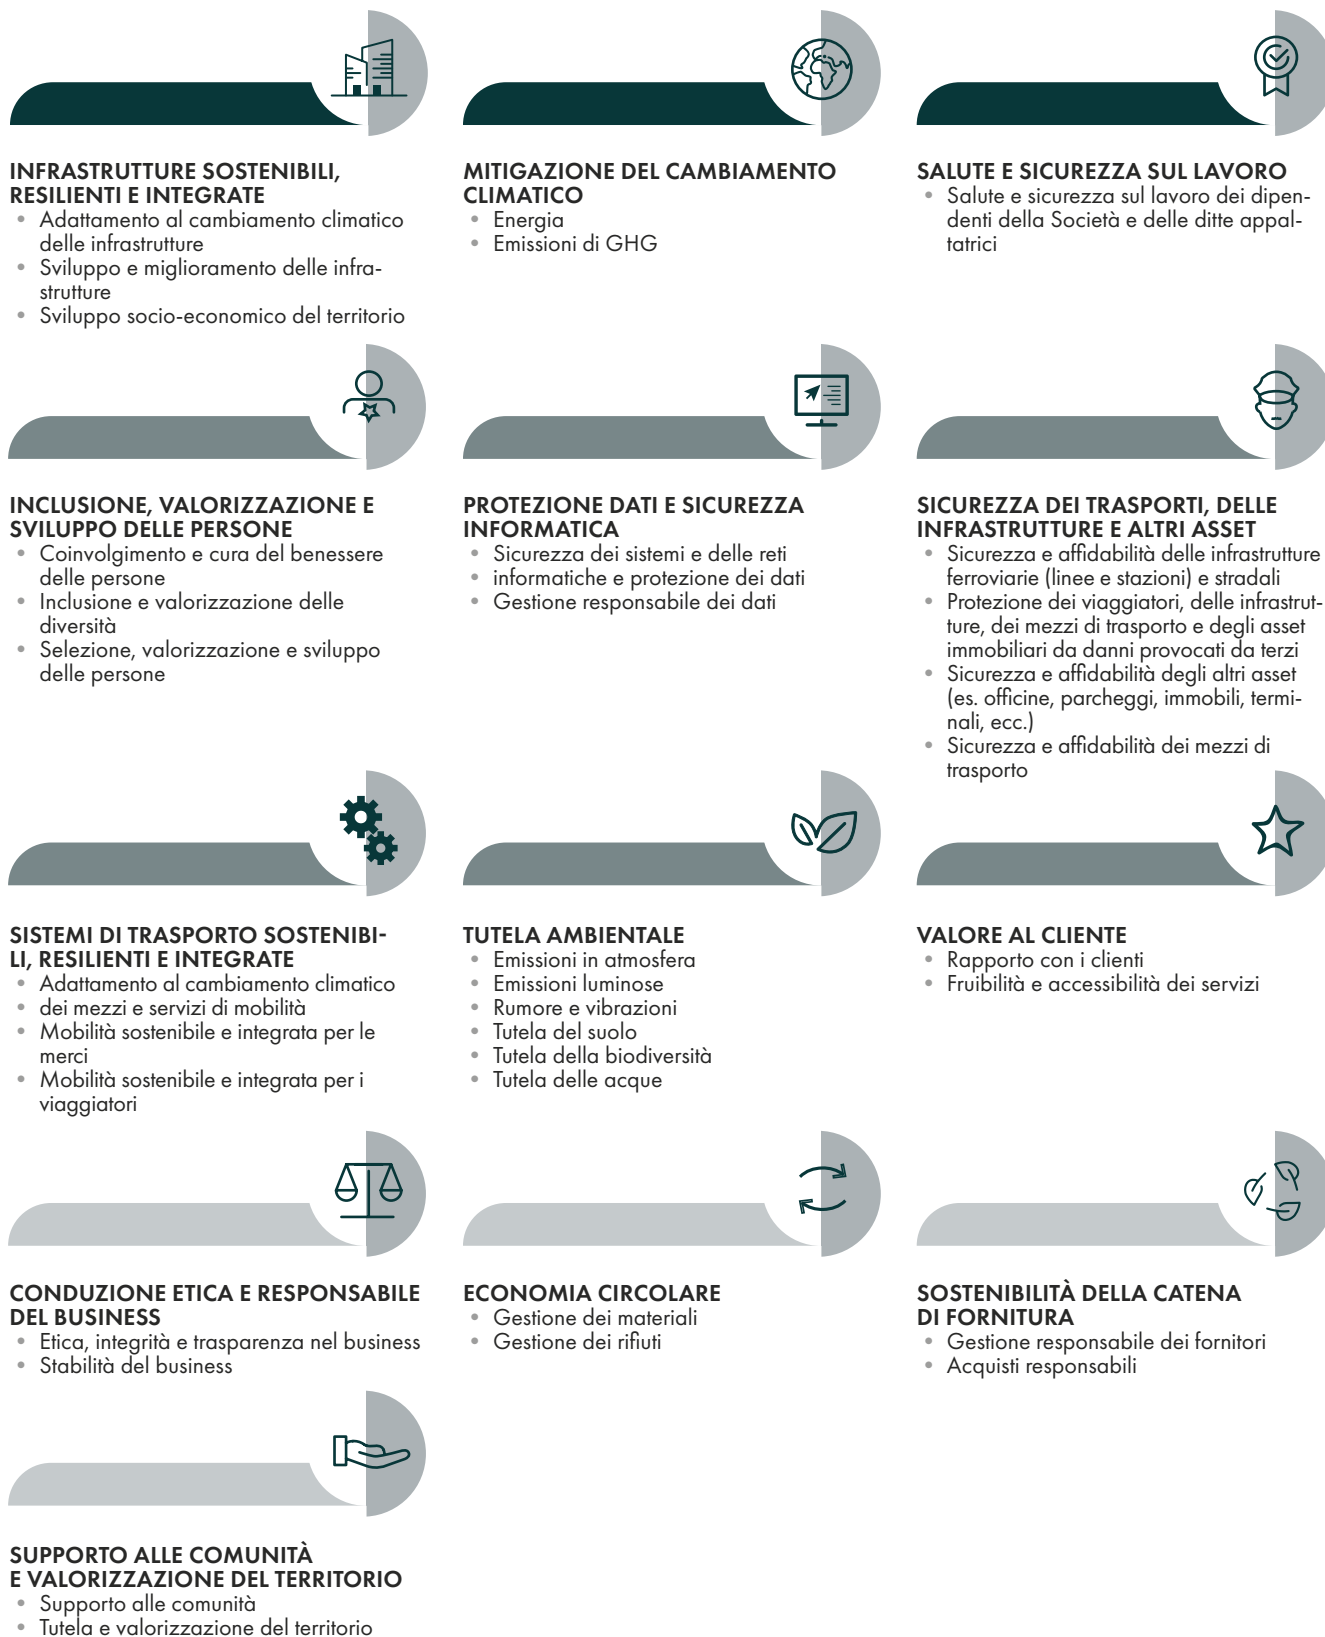 INFRASTRUTTURE SOSTENIBILI,
RESILIENTI E INTEGRATE
• Adattamento al cambiamento climatico
delle infrastrutture
• Sviluppo e miglioramento delle infra-
strutture
• Sviluppo socio-economico del territorio
MITIGAZIONE DEL CAMBIAMENTO
CLIMATICO
• Energia
• Emissioni di GHG
SALUTE E SICUREZZA SUL LAVORO
• Salute e sicurezza sul lavoro dei dipen-
denti della Società e delle ditte appal-
tatrici
INCLUSIONE, VALORIZZAZIONE E
SVILUPPO DELLE PERSONE
• Coinvolgimento e cura del benessere
delle persone
• Inclusione e valorizzazione delle
diversità
• Selezione, valorizzazione e sviluppo
delle persone
PROTEZIONE DATI E SICUREZZA
INFORMATICA
• Sicurezza dei sistemi e delle reti
• informatiche e protezione dei dati
• Gestione responsabile dei dati
SICUREZZA DEI TRASPORTI, DELLE
INFRASTRUTTURE E ALTRI ASSET
• Sicurezza e affidabilità delle infrastrutture
ferroviarie (linee e stazioni) e stradali
• Protezione dei viaggiatori, delle infrastrut-
ture, dei mezzi di trasporto e degli asset
immobiliari da danni provocati da terzi
• Sicurezza e affidabilità degli altri asset
(es. officine, parcheggi, immobili, termi-
nali, ecc.)
• Sicurezza e affidabilità dei mezzi di
trasporto
SISTEMI DI TRASPORTO SOSTENIBI-
LI, RESILIENTI E INTEGRATE
• Adattamento al cambiamento climatico
• dei mezzi e servizi di mobilità
• Mobilità sostenibile e integrata per le
merci
• Mobilità sostenibile e integrata per i
viaggiatori
TUTELA AMBIENTALE
• Emissioni in atmosfera
• Emissioni luminose
• Rumore e vibrazioni
• Tutela del suolo
• Tutela della biodiversità
• Tutela delle acque
VALORE AL CLIENTE
• Rapporto con i clienti
• Fruibilità e accessibilità dei servizi
CONDUZIONE ETICA E RESPONSABILE
DEL BUSINESS
• Etica, integrità e trasparenza nel business
• Stabilità del business
ECONOMIA CIRCOLARE
• Gestione dei materiali
• Gestione dei rifiuti
SOSTENIBILITÀ DELLA CATENA
DI FORNITURA
• Gestione responsabile dei fornitori
• Acquisti responsabili
SUPPORTO ALLE COMUNITÀ
E VALORIZZAZIONE DEL TERRITORIO
• Supporto alle comunità
• Tutela e valorizzazione del territorio